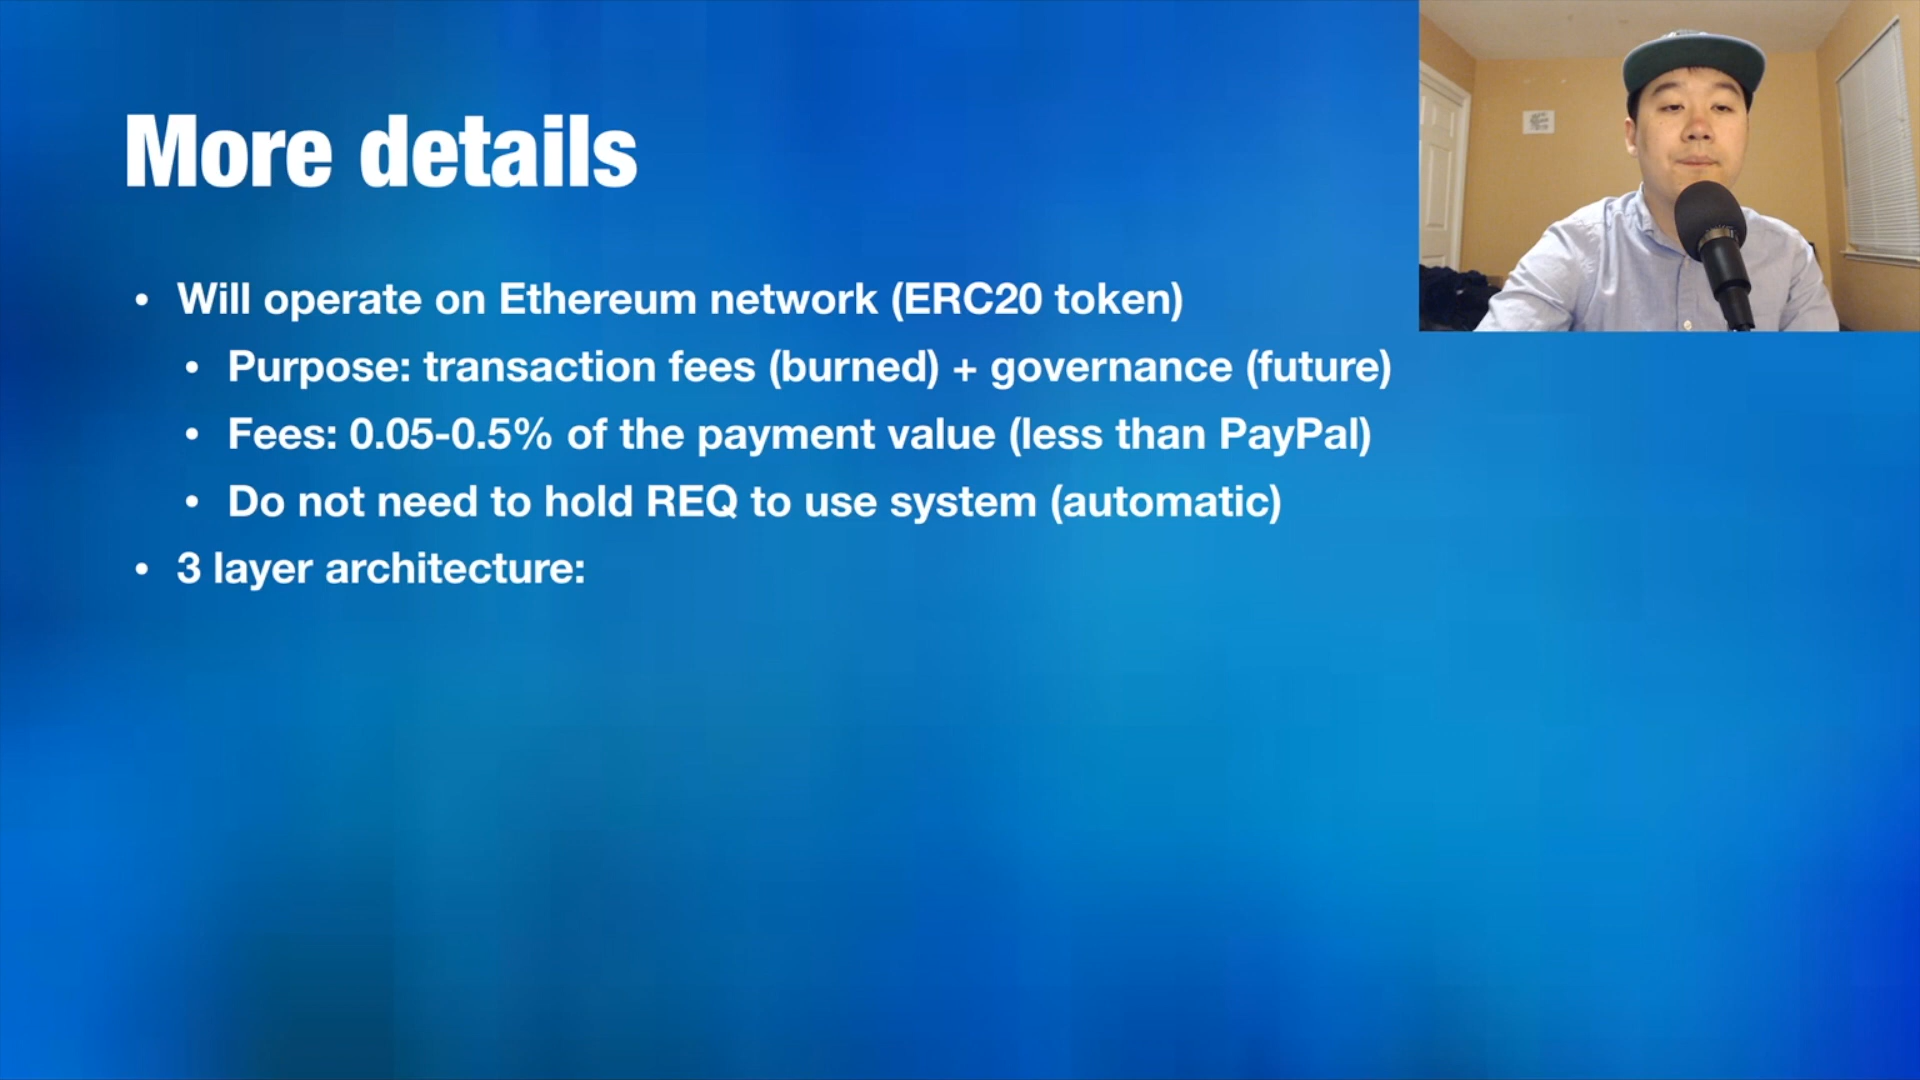 More details
• Will operate on Ethereum network (ERC20 token)
• Purpose: transaction fees (burned) + governance (future)
• Fees: 0.05-0.5% of the payment value (less than PayPal)
• Do not need to hold REQ to use system (automatic)
• 3 layer architecture: